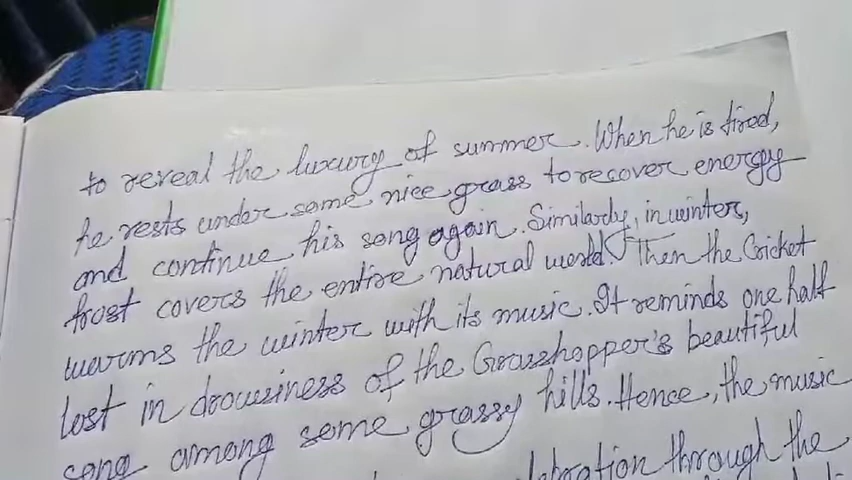 to reveal the luxury of summer. When he is tired,
he rests under some nice grass to recover energy
and continue his song again. Similarly, in winter,
frost covers the entire natural world. Then the Cricket
warms the winter with its music. It reminds one half
lost in drowsiness of the Grasshopper's beautiful
song among some grassy hills. Hence, the music
through the